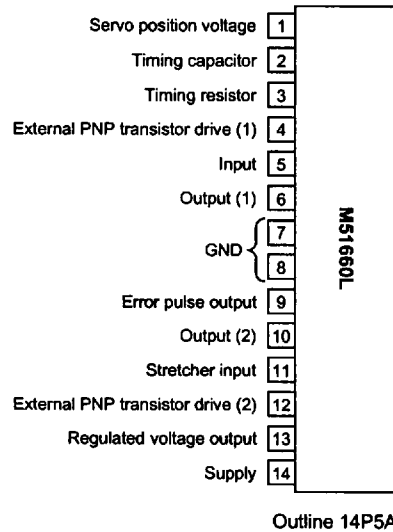 Servo position voltage 1
Timing capacitor 2
Timing resistor 3
External PNP transistor drive (1) 4
Input 5
Output (1) 6
7
GND
8
Error pulse output 9
Output (2) 10
Stretcher input 11
External PNP transistor drive (2) 12
Regulated voltage output 13
Supply 14
M51660L
Outline 14P5A